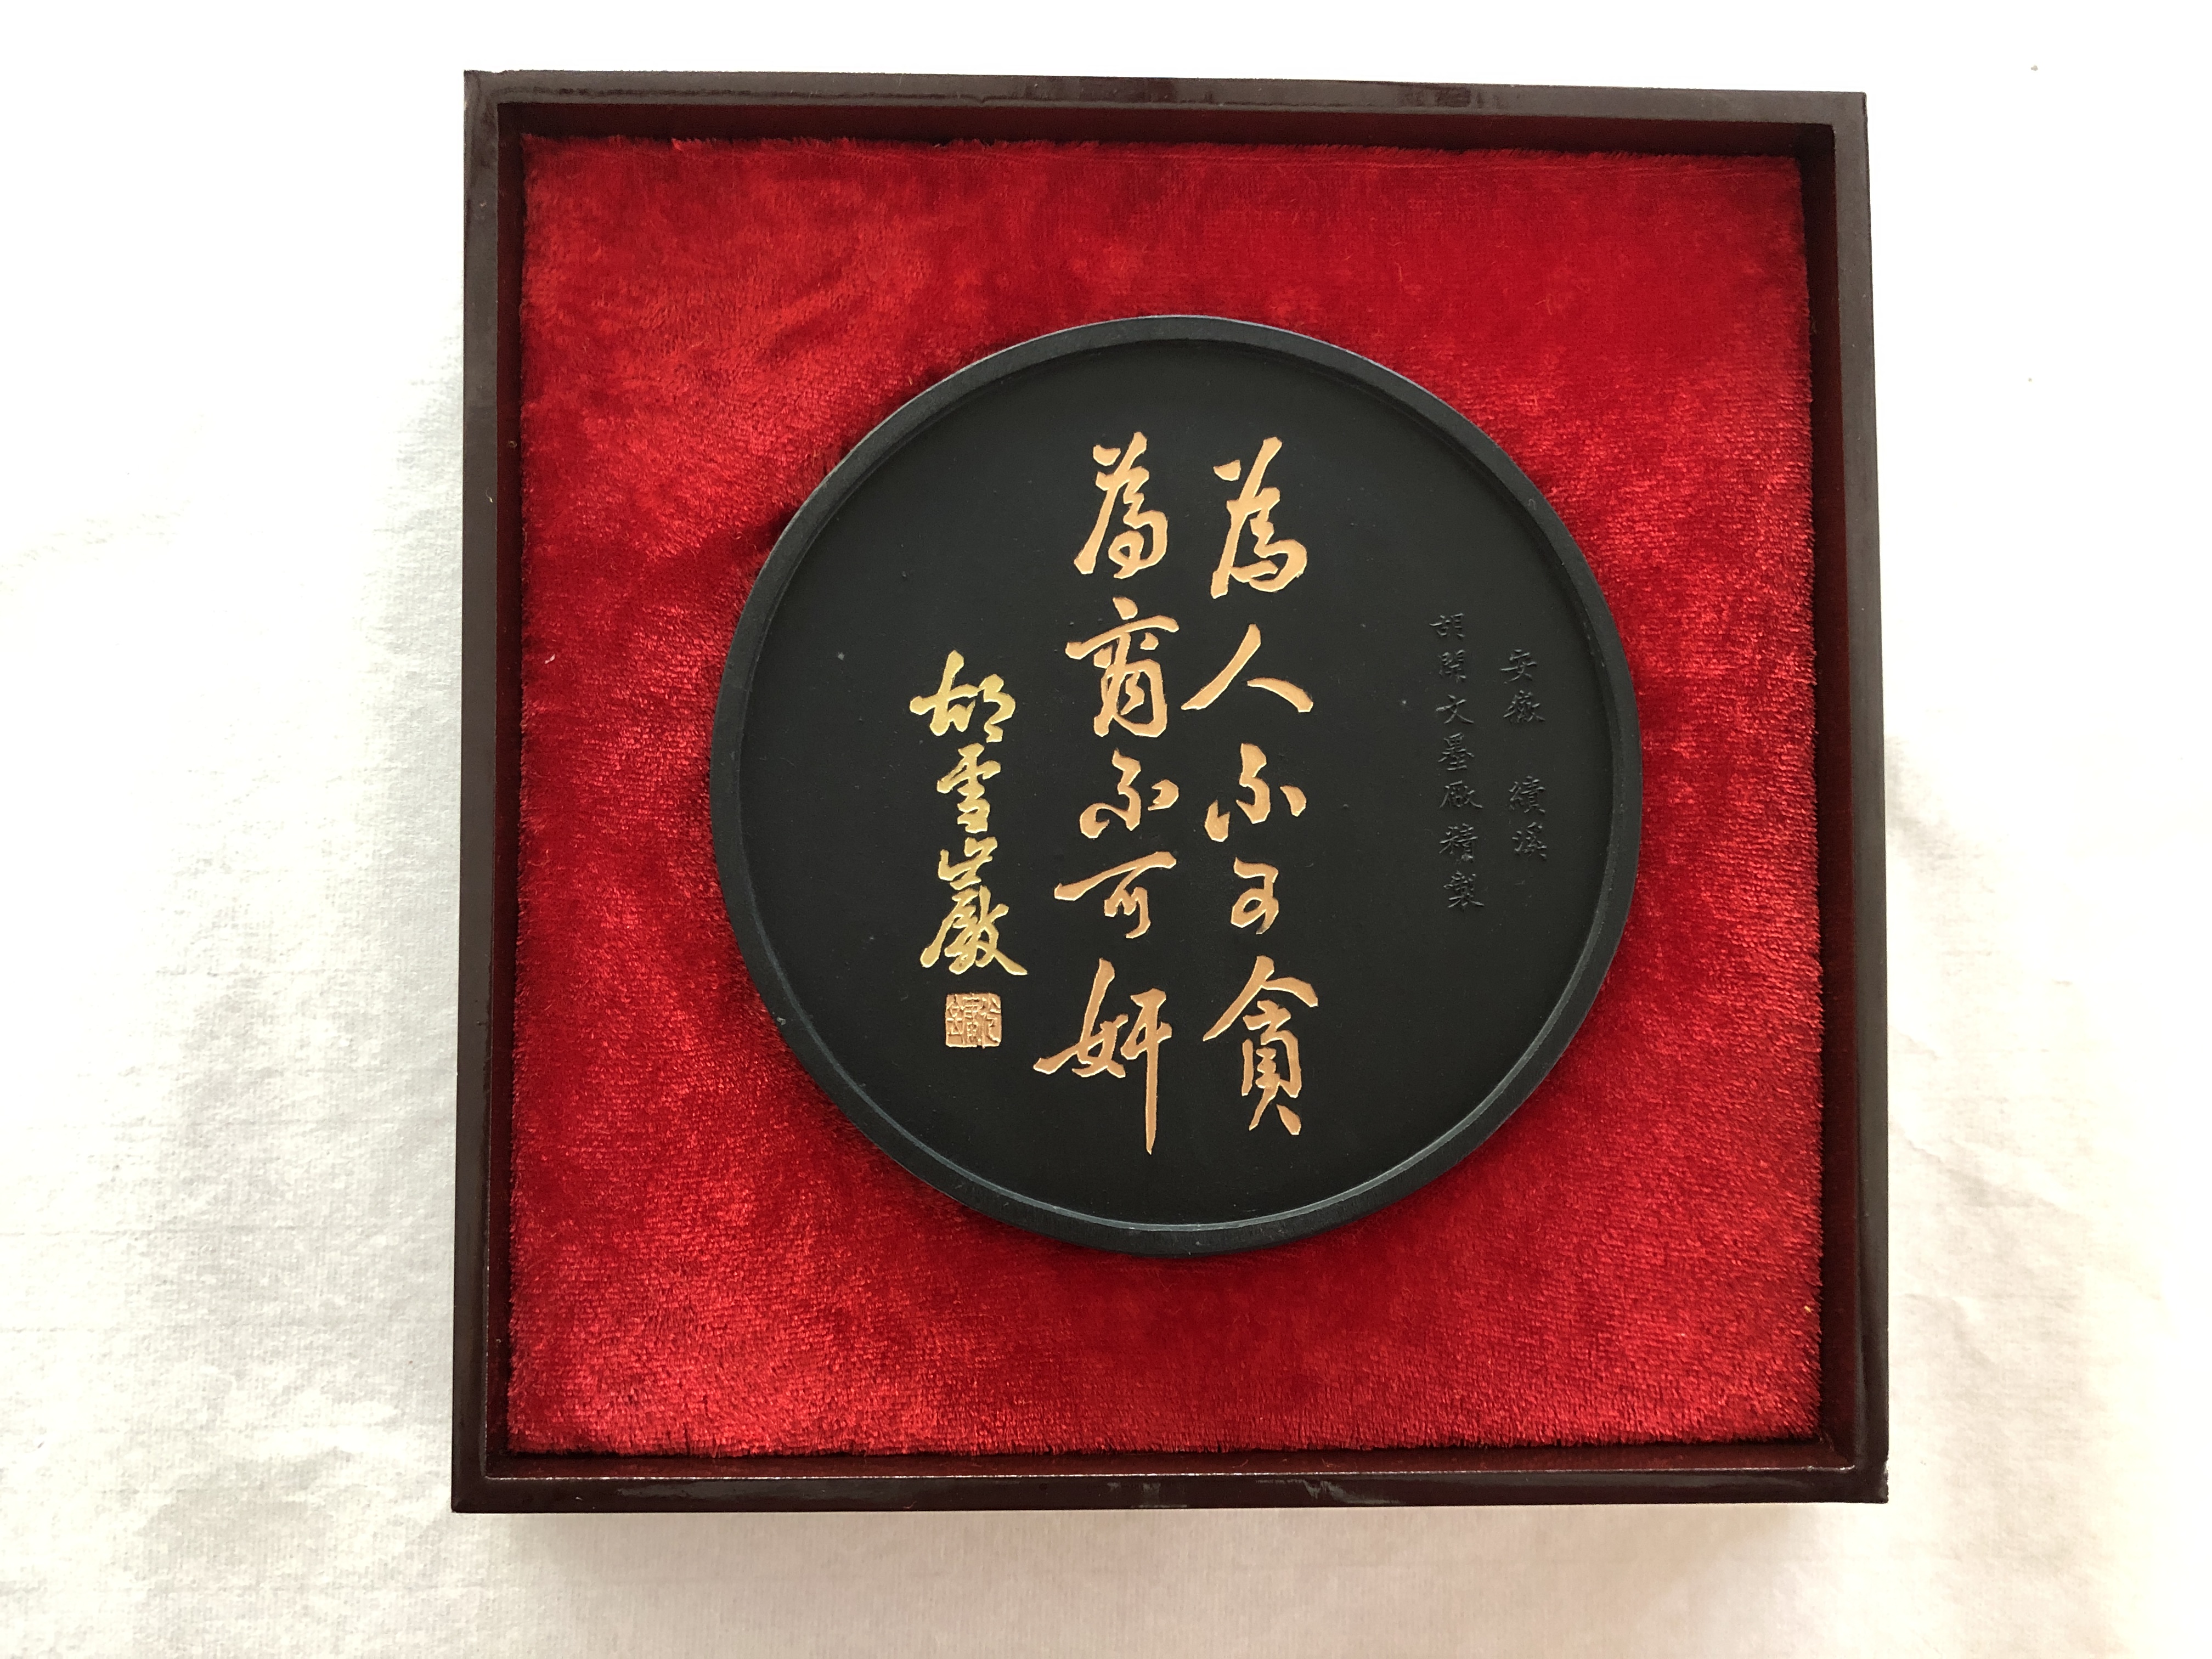 安徽 績溪
胡開文墨廠精製
為人不可貪
為商不可奸
胡雪巖